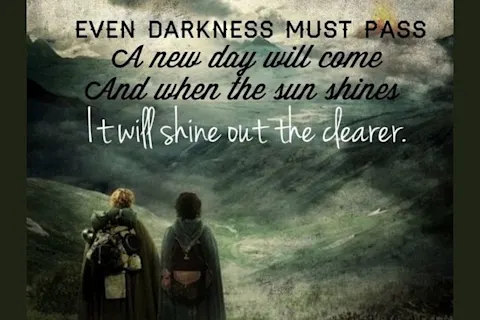 EVEN DARKNESS MUST PASS
A new day will come
And when the sun shines
It will shine out the clearer.